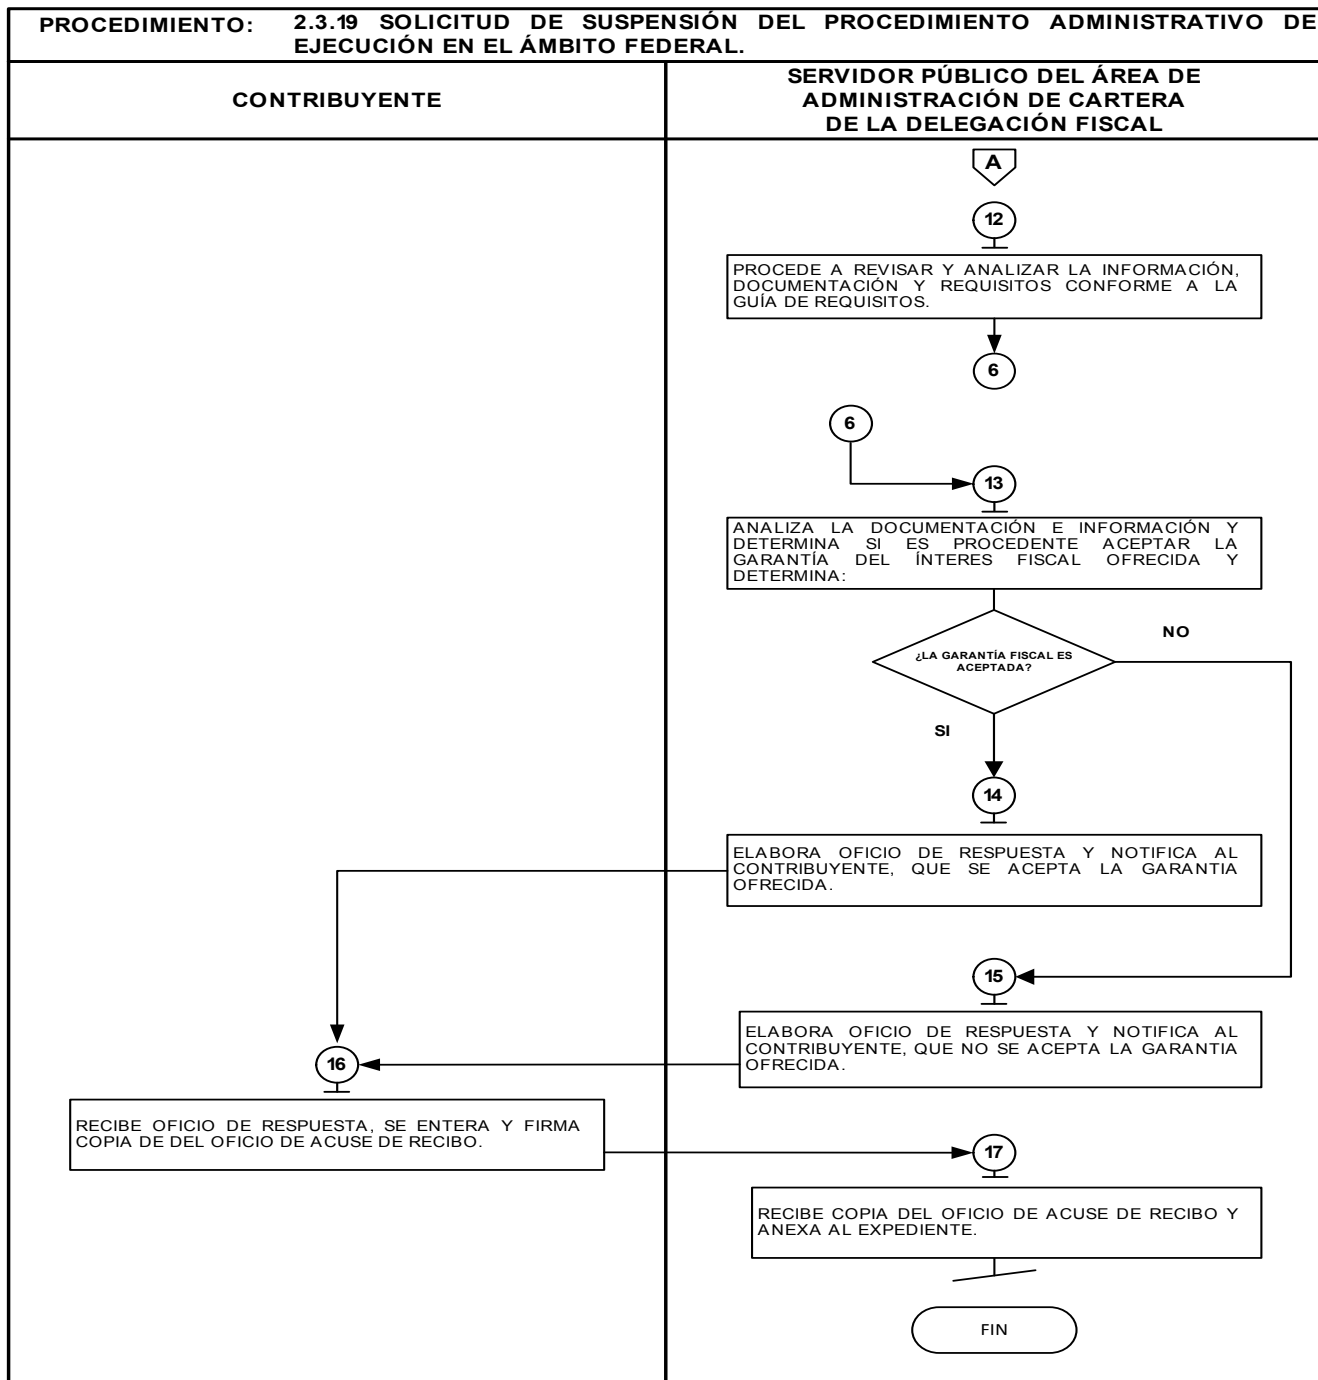 PROCEDIMIENTO: 2.3.19 SOLICITUD DE SUSPENSIÓN DEL PROCEDIMIENTO ADMINISTRATIVO DE
EJECUCIÓN EN EL ÁMBITO FEDERAL.
CONTRIBUYENTE
SERVIDOR PÚBLICO DEL ÁREA DE
ADMINISTRACIÓN DE CARTERA
DE LA DELEGACIÓN FISCAL
A
12
PROCEDE A REVISAR Y ANALIZAR LA INFORMACIÓN,
DOCUMENTACIÓN Y REQUISITOS CONFORME A LA
GUÍA DE REQUISITOS.
6
6
13
ANALIZA LA DOCUMENTACIÓN E INFORMACIÓN Y
DETERMINA SI ES PROCEDENTE ACEPTAR LA
GARANTÍA DEL ÍNTERES FISCAL OFRECIDA Y
DETERMINA:
¿LA GARANTÍA FISCAL ES
ACEPTADA?
NO
SI
14
ELABORA OFICIO DE RESPUESTA Y NOTIFICA AL
CONTRIBUYENTE, QUE SE ACEPTA LA GARANTIA
OFRECIDA.
15
ELABORA OFICIO DE RESPUESTA Y NOTIFICA AL
CONTRIBUYENTE, QUE NO SE ACEPTA LA GARANTIA
OFRECIDA.
16
RECIBE OFICIO DE RESPUESTA, SE ENTERA Y FIRMA
COPIA DE DEL OFICIO DE ACUSE DE RECIBO.
17
RECIBE COPIA DEL OFICIO DE ACUSE DE RECIBO Y
ANEXA AL EXPEDIENTE.
FIN